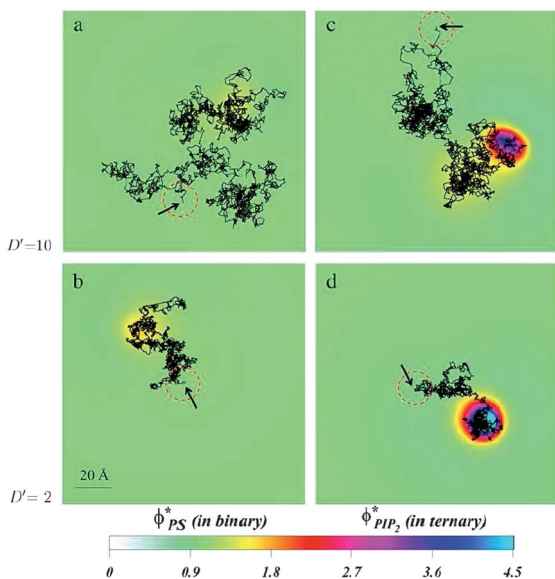 a
c
D′=10
b
d
20 Å
D′= 2
ϕ*PS (in binary)
ϕ*PIP2 (in ternary)
0 0.9 1.8 2.7 3.6 4.5